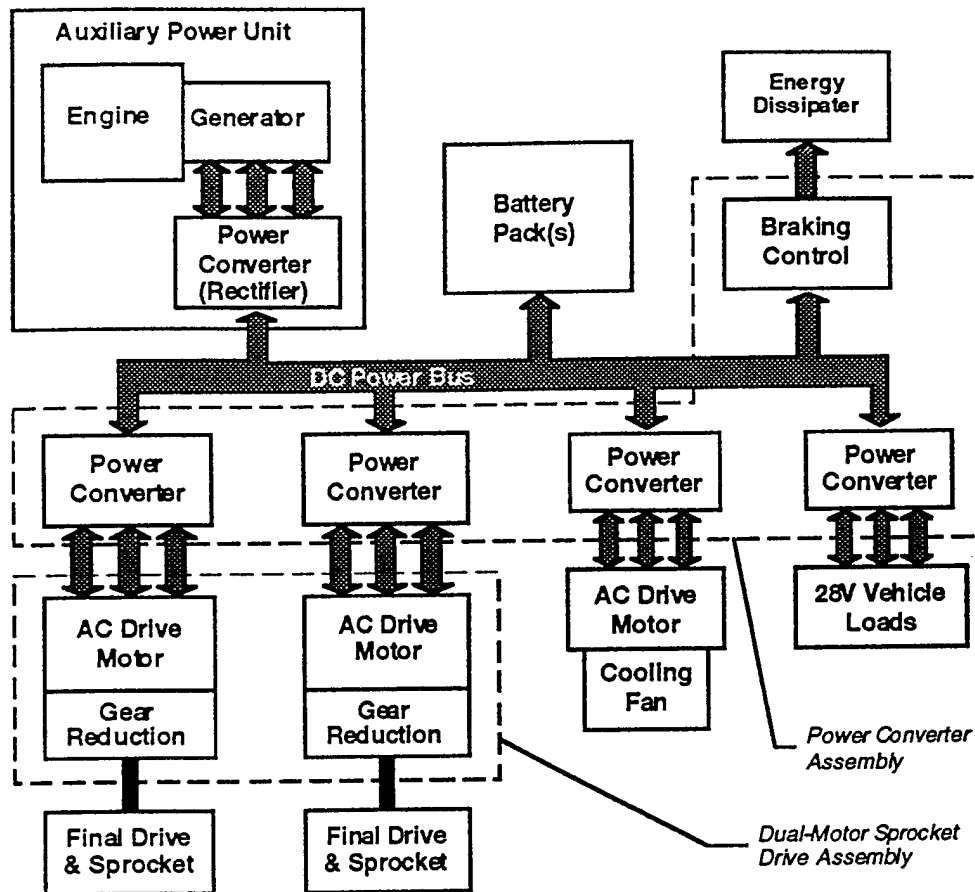 Auxiliary Power Unit
Engine
Generator
Power
Converter
(Rectifier)
Battery
Pack(s)
Energy
Dissipater
Braking
Control
DC Power Bus
Power
Converter
Power
Converter
Power
Converter
Power
Converter
AC Drive
Motor
Gear
Reduction
AC Drive
Motor
Gear
Reduction
AC Drive
Motor
Cooling
Fan
28V Vehicle
Loads
Power Converter
Assembly
Final Drive
& Sprocket
Final Drive
& Sprocket
Dual-Motor Sprocket
Drive Assembly